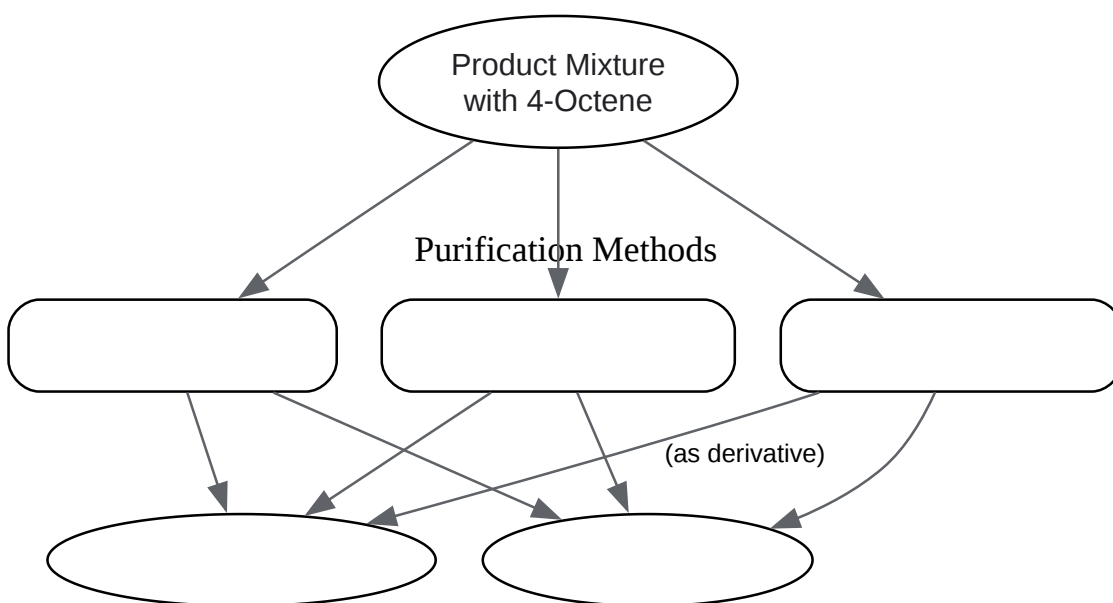 Product Mixture
with 4-Octene
Purification Methods
(as derivative)